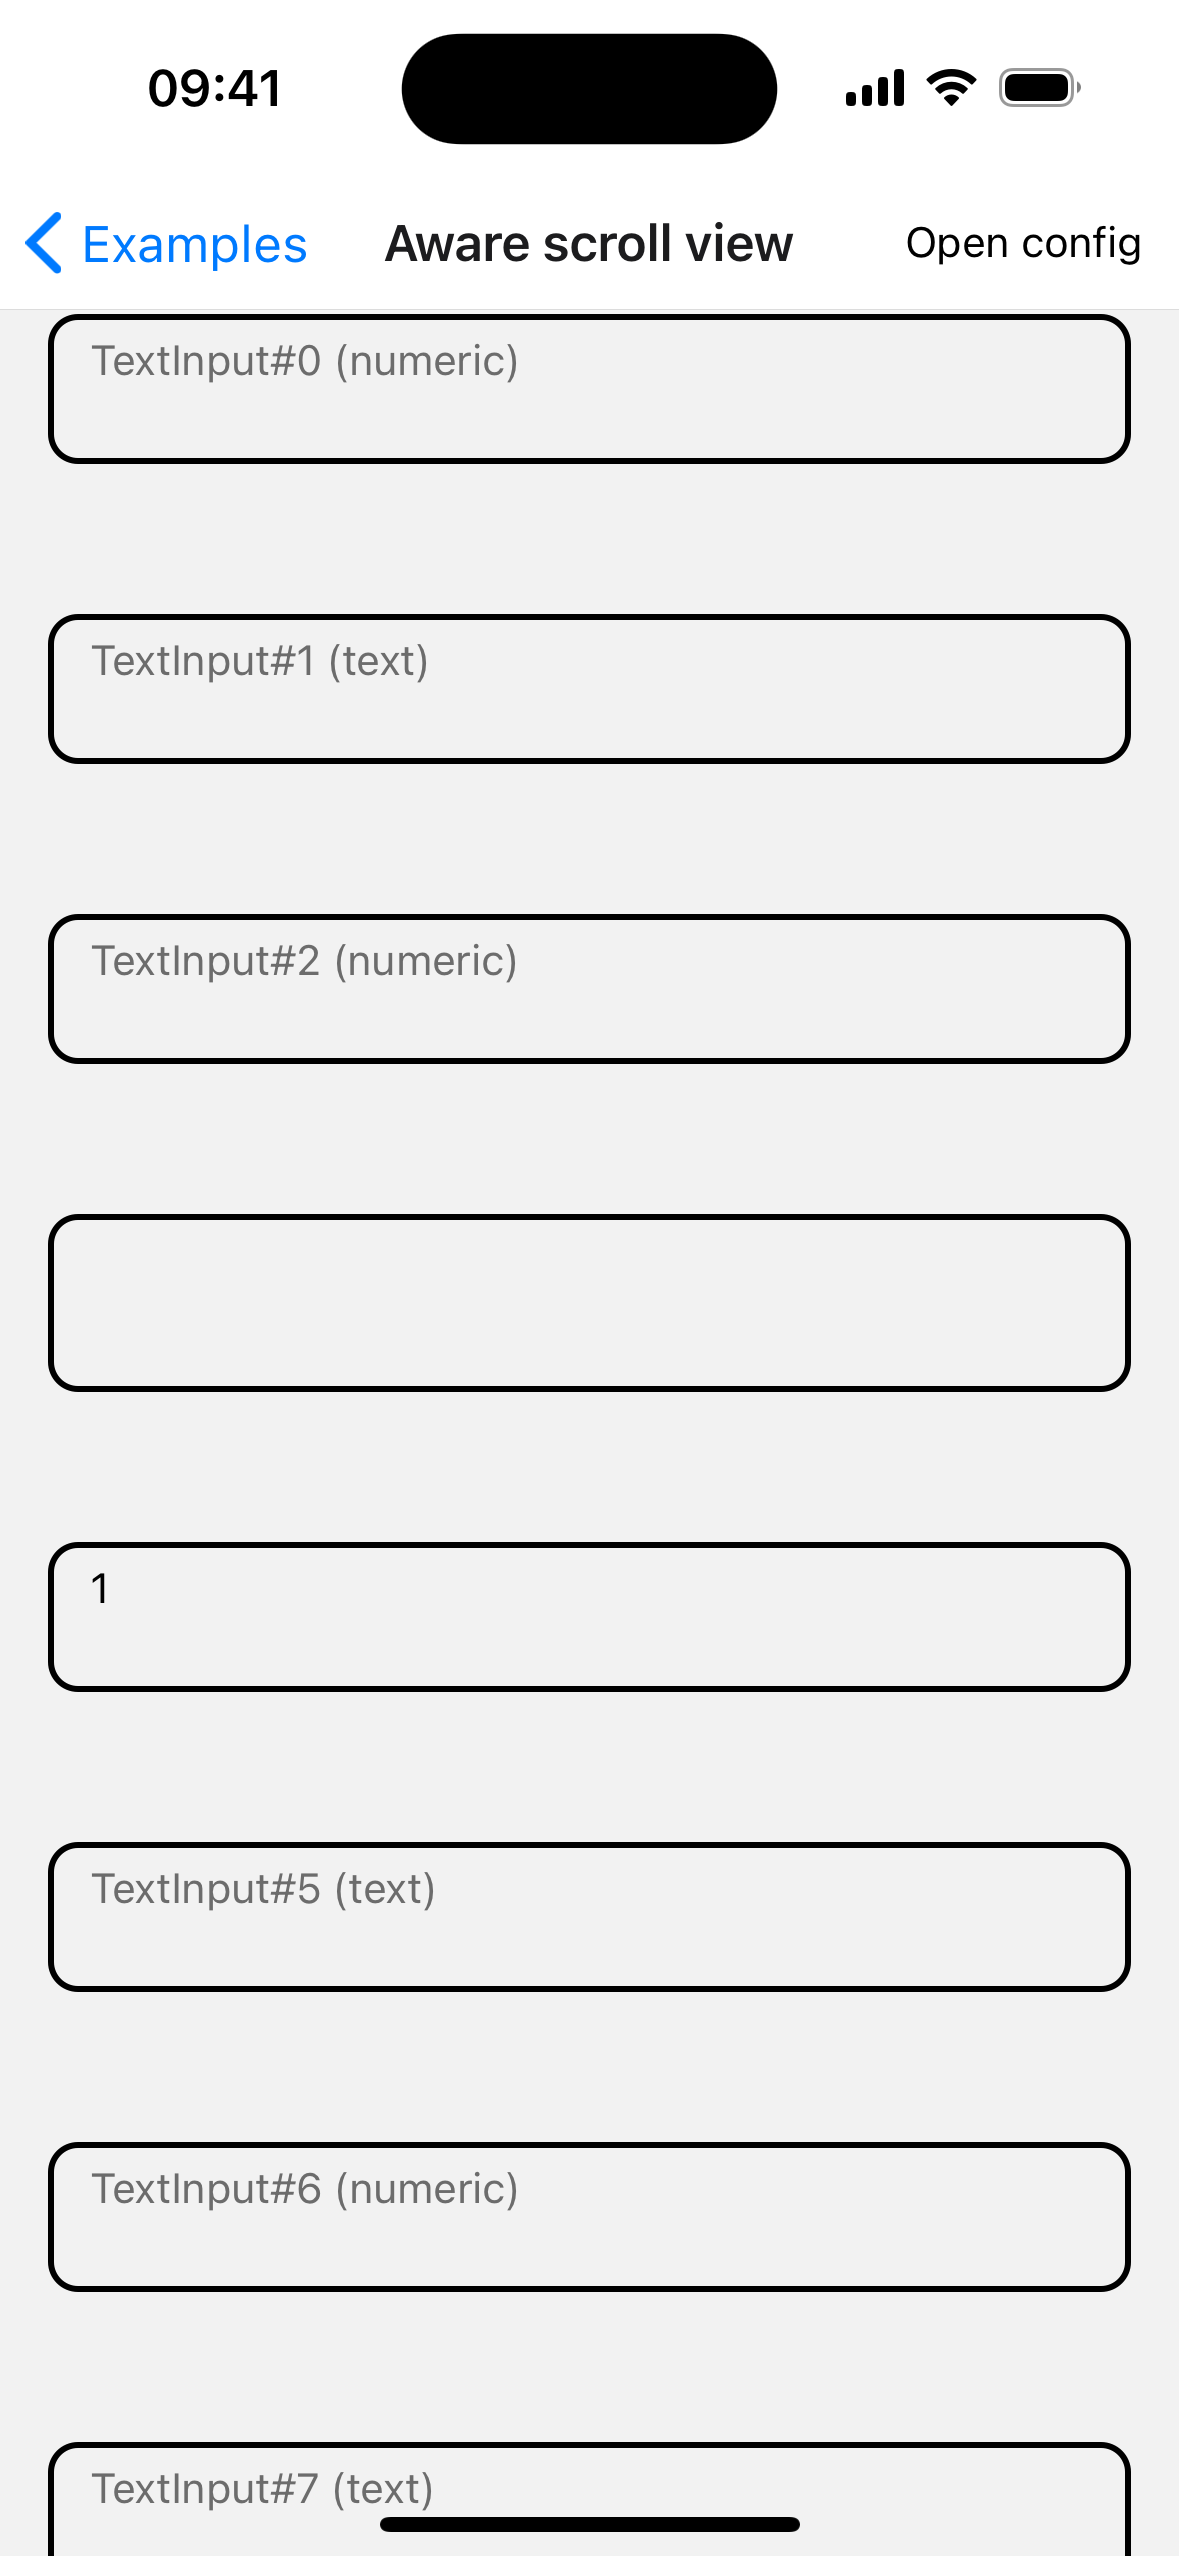 09:41
Examples
Aware scroll view
Open config
TextInput#0 (numeric)
TextInput#1 (text)
TextInput#2 (numeric)
1
TextInput#5 (text)
TextInput#6 (numeric)
TextInput#7 (text)